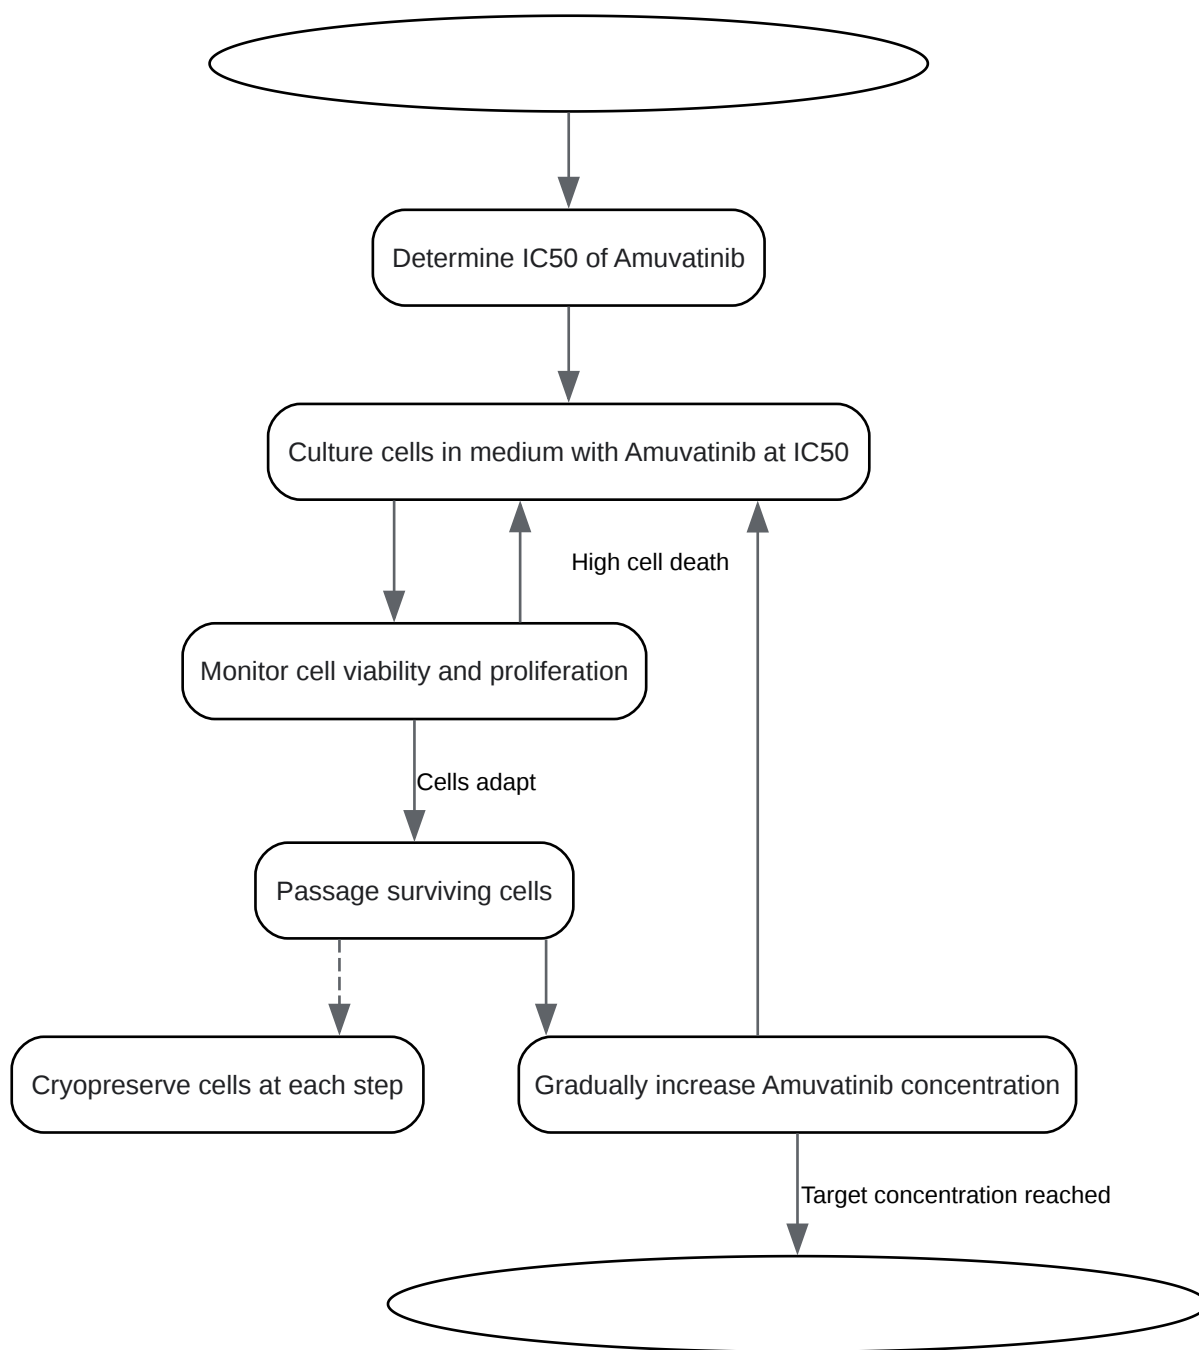 Determine IC50 of Amuvatinib
Culture cells in medium with Amuvatinib at IC50
High cell death
Monitor cell viability and proliferation
Cells adapt
Passage surviving cells
Cryopreserve cells at each step
Gradually increase Amuvatinib concentration
Target concentration reached